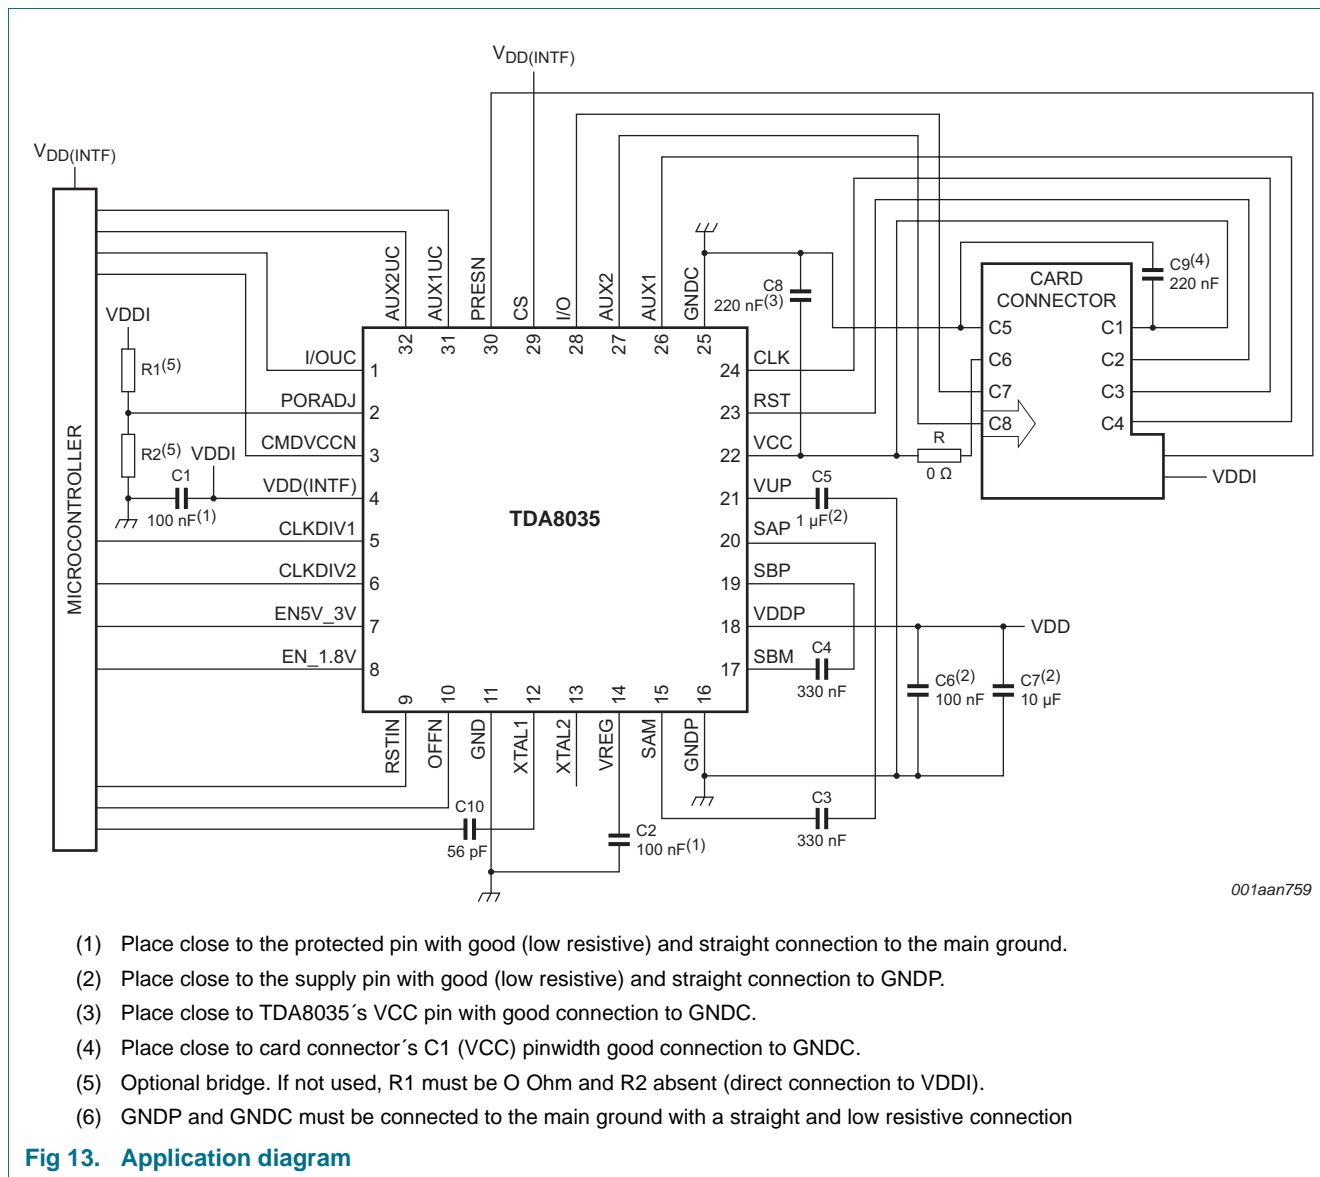 VDD(INTF)
VDD(INTF)
MICROCONTROLLER
AUX2UC
AUX1UC
PRESN
CS
I/O
AUX2
AUX1
GNDC
32
31
30
29
28
27
26
25
C8
220 nF(3)
C9(4)
220 nF
CARD
CONNECTOR
C5
C6
C7
C8
C1
C2
C3
C4
VDDI
R
0 Ω
VDDI
R1(5)
R2(5)
VDDI
C1
100 nF(1)
I/OUC
1
PORADJ
2
CMDVCCN
3
VDD(INTF)
4
CLKDIV1
5
CLKDIV2
6
EN5V_3V
7
EN_1.8V
8
TDA8035
24
CLK
23
RST
22
VCC
21
VUP
20
SAP
19
SBP
18
VDDP
17
SBM
C5
1 µF(2)
C4
330 nF
VDD
C6(2)
100 nF
C7(2)
10 µF
9
10
11
12
13
14
15
16
RSTIN
OFFN
GND
XTAL1
XTAL2
VREG
SAM
GNDP
C10
56 pF
C2
100 nF(1)
C3
330 nF
001aan759
(1) Place close to the protected pin with good (low resistive) and straight connection to the main ground.
(2) Place close to the supply pin with good (low resistive) and straight connection to GNDP.
(3) Place close to TDA8035´s VCC pin with good connection to GNDC.
(4) Place close to card connector´s C1 (VCC) pinwidth good connection to GNDC.
(5) Optional bridge. If not used, R1 must be O Ohm and R2 absent (direct connection to VDDI).
(6) GNDP and GNDC must be connected to the main ground with a straight and low resistive connection
Fig 13. Application diagram